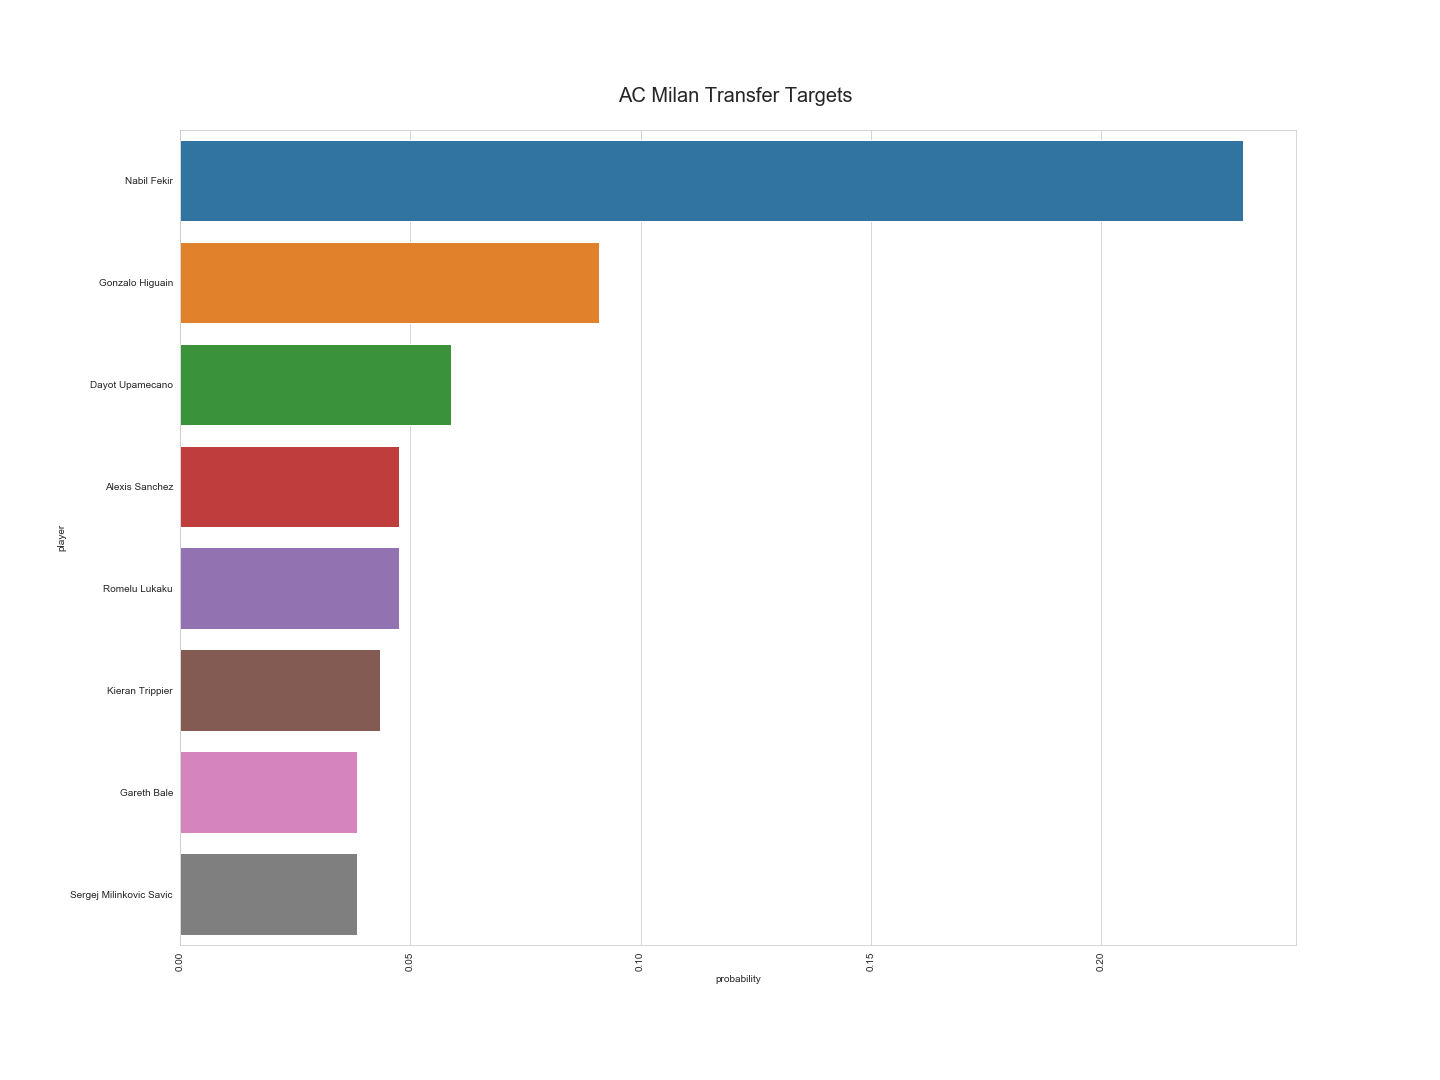 AC Milan Transfer Targets
player
Nabil Fekir
Gonzalo Higuain
Dayot Upamecano
Alexis Sanchez
Romelu Lukaku
Kieran Trippier
Gareth Bale
Sergej Milinkovic Savic
0.00
0.05
0.10
0.15
0.20
probability